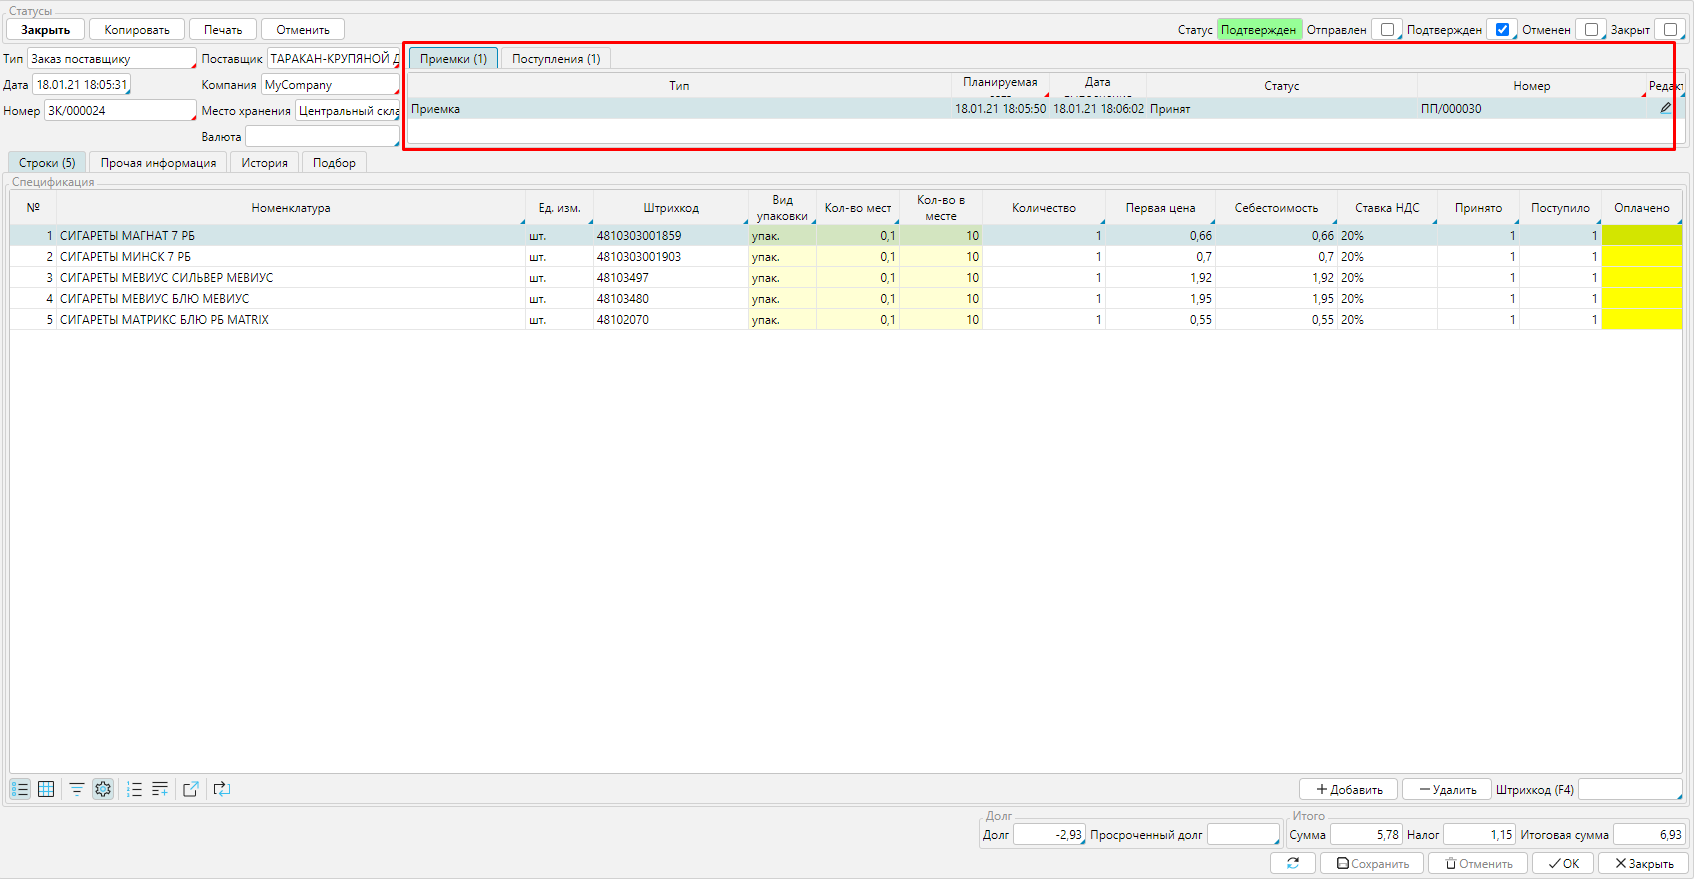 Статусы
Закрыть Копировать Печать Отменить Статус Подтвержден Отправлен Подтвержден Отменен Закрыт
Тип Заказ поставщику Поставщик ТАРАКАН-КРУПЯНОЙ Приемки (1) Поступления (1)
Дата 18.01.21 18:05:31 Компания MyCompany Тип Планируемая Дата Статус Номер
Номер ЗК/000024 Место хранения Центральный Приемка 18.01.21 18:05:50 18.01.21 18:06:02 Принят ПП/000030
Валюта
Строки (5) Прочая информация История Подбор
Спецификация
№ Номенклатура Ед. изм. Штрихкод Вид упаковки Кол-во мест Кол-во в месте Количество Первая цена Себестоимость Ставка НДС Принято Поступило Оплачено
1 СИГАРЕТЫ МАГНАТ 7 РБ шт. 4810303001859 упак. 0,1 10 1 0,66 0,66 20% 1 1
2 СИГАРЕТЫ МИНСК 7 РБ шт. 4810303001903 упак. 0,1 10 1 0,7 0,7 20% 1 1
3 СИГАРЕТЫ МЕВИУС СИЛЬВЕР МЕВИУС шт. 48103497 упак. 0,1 10 1 1,92 1,92 20% 1 1
4 СИГАРЕТЫ МЕВИУС БЛЮ МЕВИУС шт. 48103480 упак. 0,1 10 1 1,95 1,95 20% 1 1
5 СИГАРЕТЫ МАТРИКС БЛЮ РБ MATRIX шт. 48102070 упак. 0,1 10 1 0,55 0,55 20% 1 1
Добавить Удалить Штрихкод (F4)
Долг Итого
Долг -2,93 Просроченный долг Сумма 5,78 Налог 1,15 Итоговая сумма 6,93
Сохранить Отменить OK Закрыть